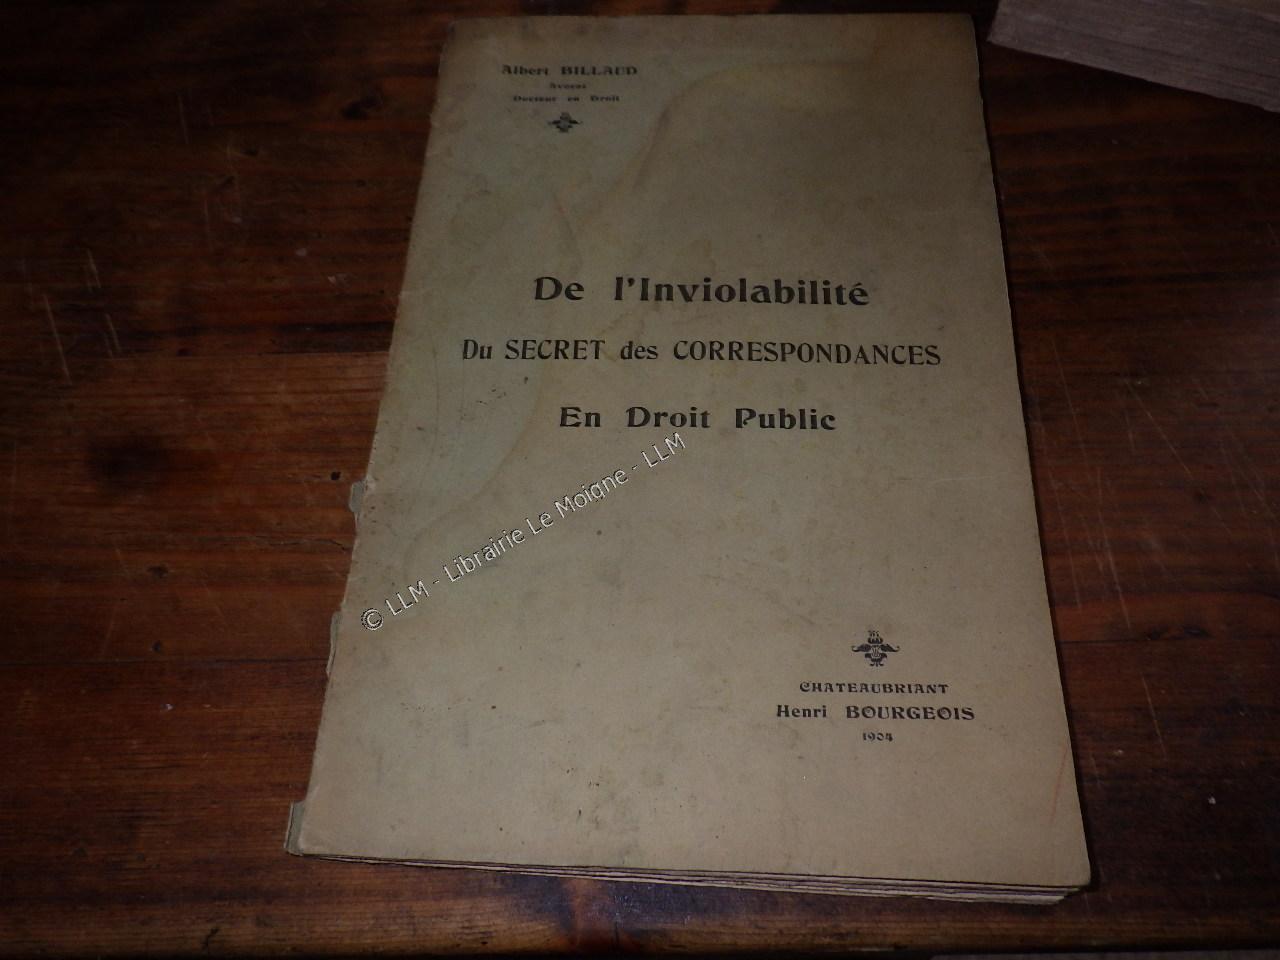 Albert BILLAUD
Avocat
Docteur en Droit
De l'Inviolabilité
Du SECRET des CORRESPONDANCES
En Droit Public
© LLM - Librairie Le Moigne - LLM
CHATEAUBRIANT
Henri BOURGEOIS
1904